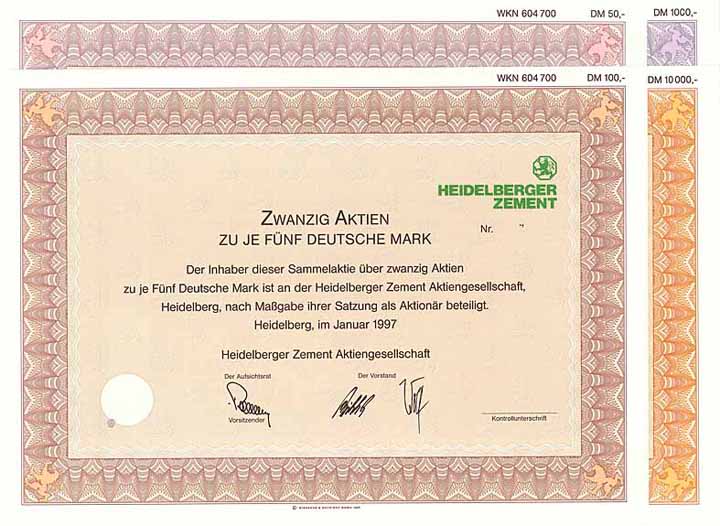 WKN 604 700 DM 50,-
DM 1000,-
WKN 604 700 DM 100,-
DM 10 000,-
HEIDELBERGER
ZEMENT
ZWANZIG AKTIEN
ZU JE FÜNF DEUTSCHE MARK
Nr.
Der Inhaber dieser Sammelaktie über zwanzig Aktien
zu je Fünf Deutsche Mark ist an der Heidelberger Zement Aktiengesellschaft,
Heidelberg, nach Maßgabe ihrer Satzung als Aktionär beteiligt.
Heidelberg, im Januar 1997
Heidelberger Zement Aktiengesellschaft
Der Aufsichtsrat
Der Vorstand
Vorsitzender
Kontrollunterschrift